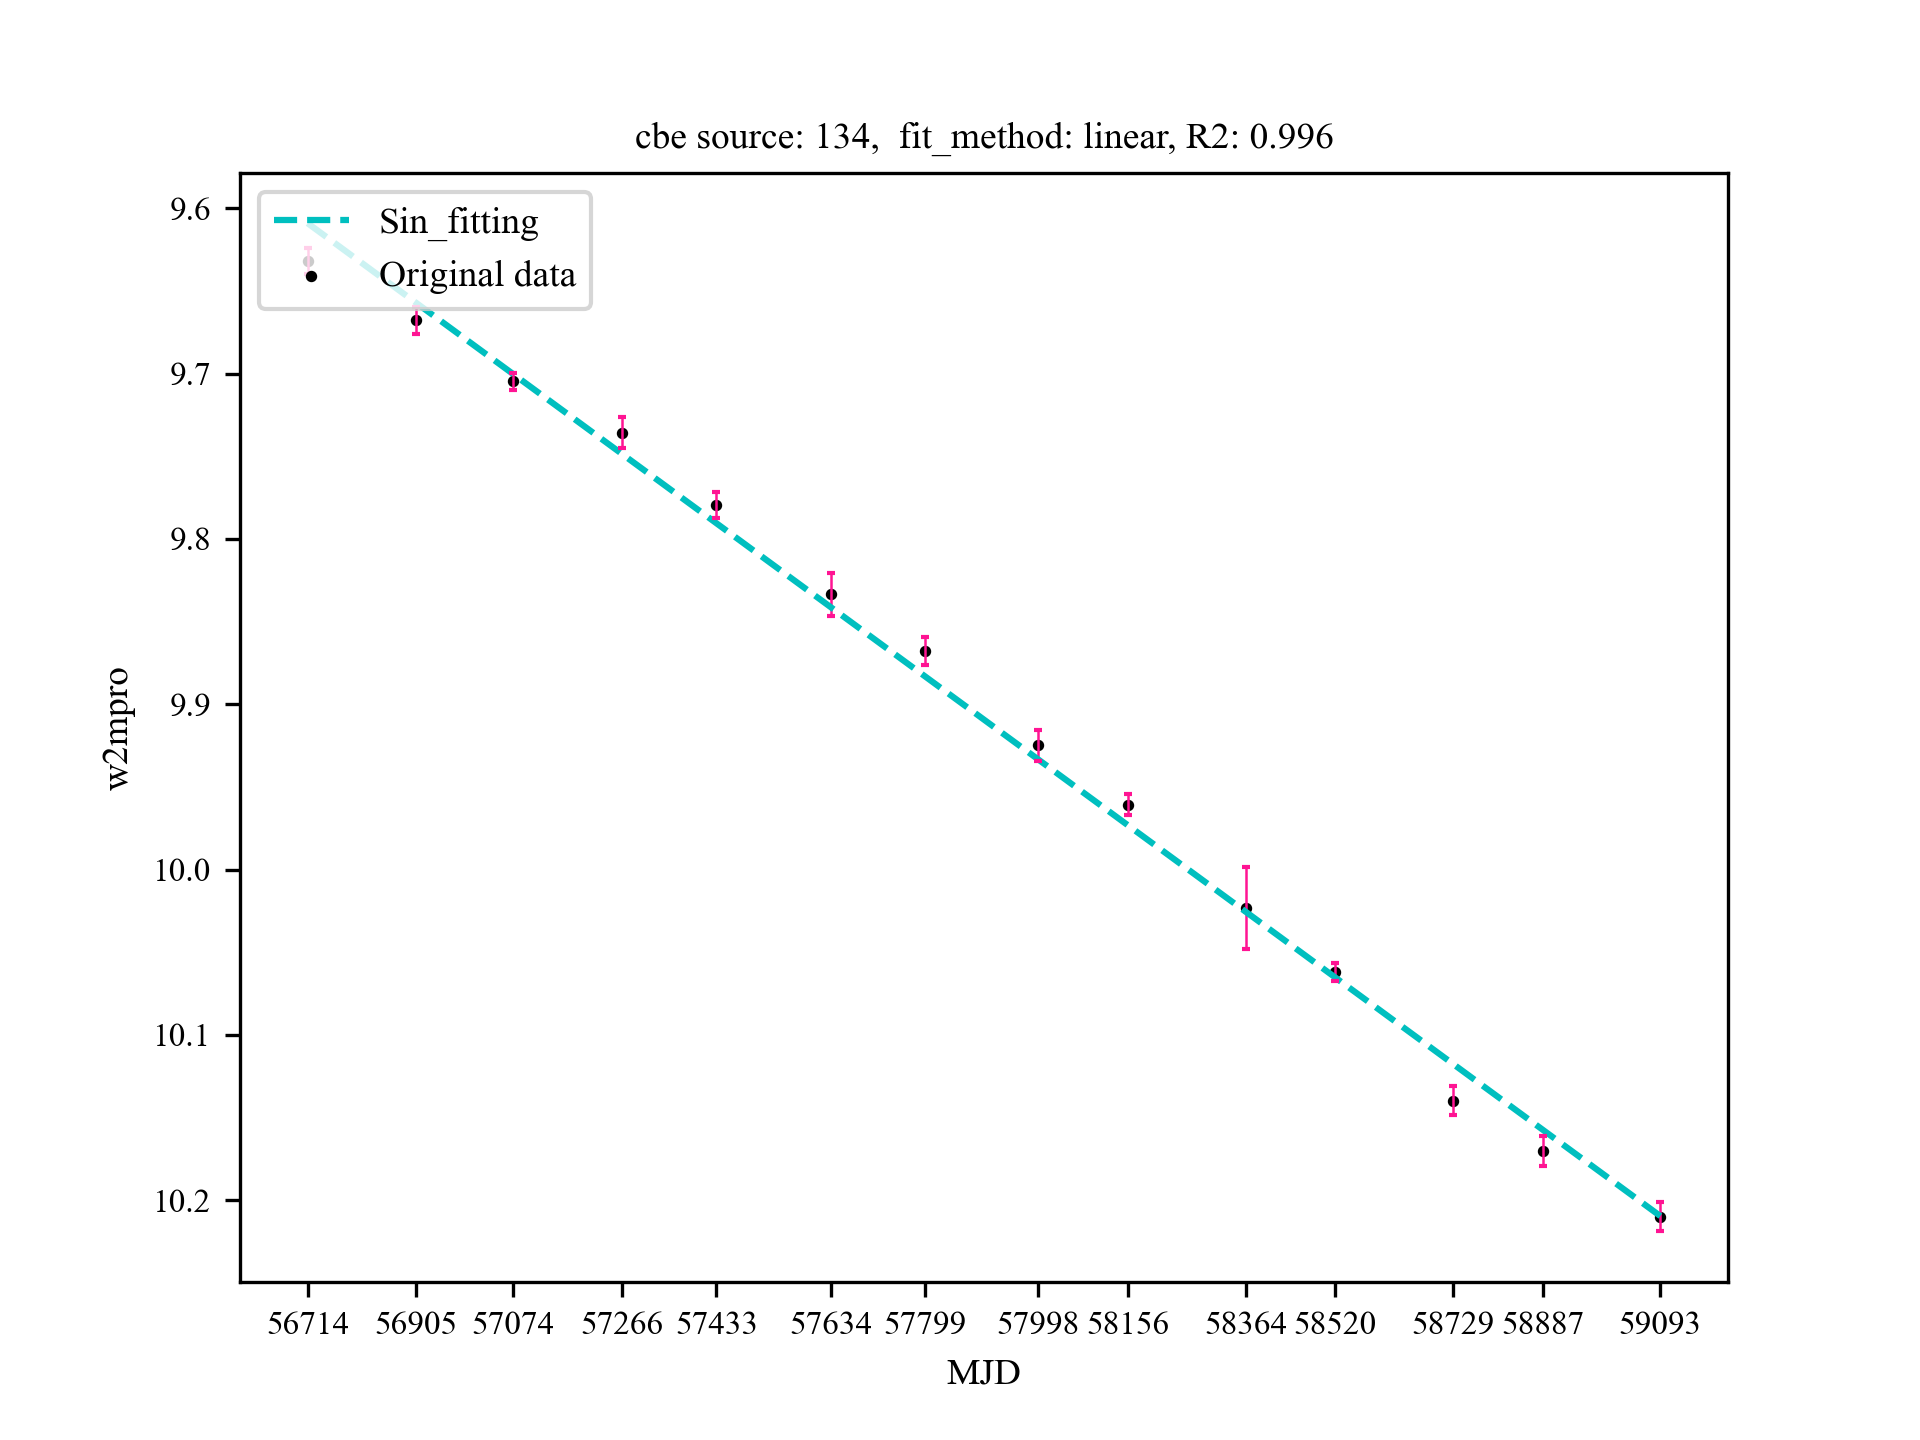 cbe source: 134,  fit_method: linear, R2: 0.996
Sin_fitting
Original data
9.6
9.7
9.8
9.9
10.0
10.1
10.2
w2mpro
56714 56905 57074 57266 57433 57634 57799 57998 58156 58364 58520 58729 58887 59093
MJD